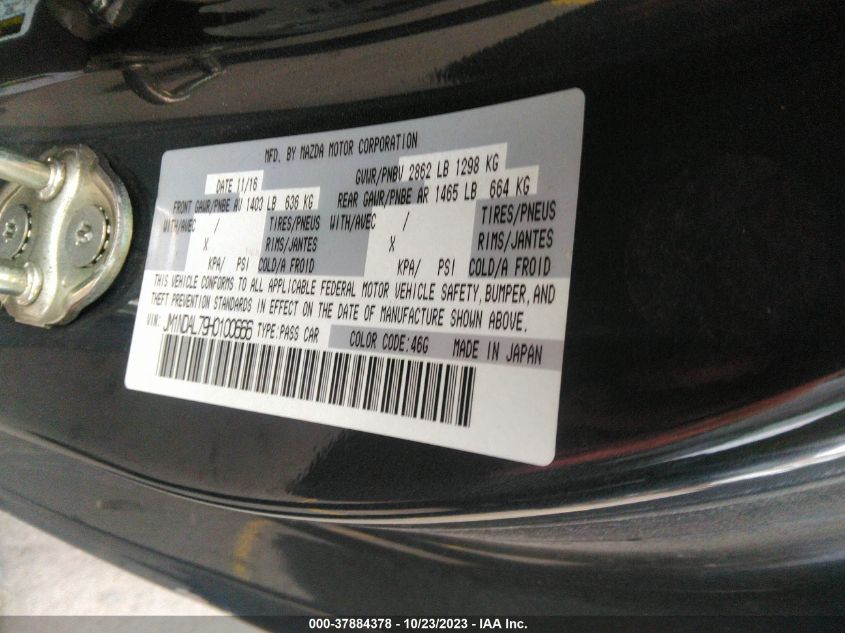 MFD. BY MAZDA MOTOR CORPORATION
DATE 11/16 GVWR/PNBV 2862 LB 1298 KG
FRONT GAWR/PNBE AV 1400 LB 636 KG REAR GAWR/PNBE AR 1465 LB 664 KG
WITH/AVEC / TIRES/PNEUS WITH/AVEC / TIRES/PNEUS
X RIMS/JANTES X RIMS/JANTES
KPA/ PSI COLD/A FROID KPA/ PSI COLD/A FROID
THIS VEHICLE CONFORMS TO ALL APPLICABLE FEDERAL MOTOR VEHICLE SAFETY, BUMPER, AND
THEFT PREVENTION STANDARDS IN EFFECT ON THE DATE OF MANUFACTURE SHOWN ABOVE.
VIN: JM1NDAL79H0100666 TYPE:PASS CAR COLOR CODE:46G MADE IN JAPAN
000-37884378 - 10/23/2023 - IAA Inc.